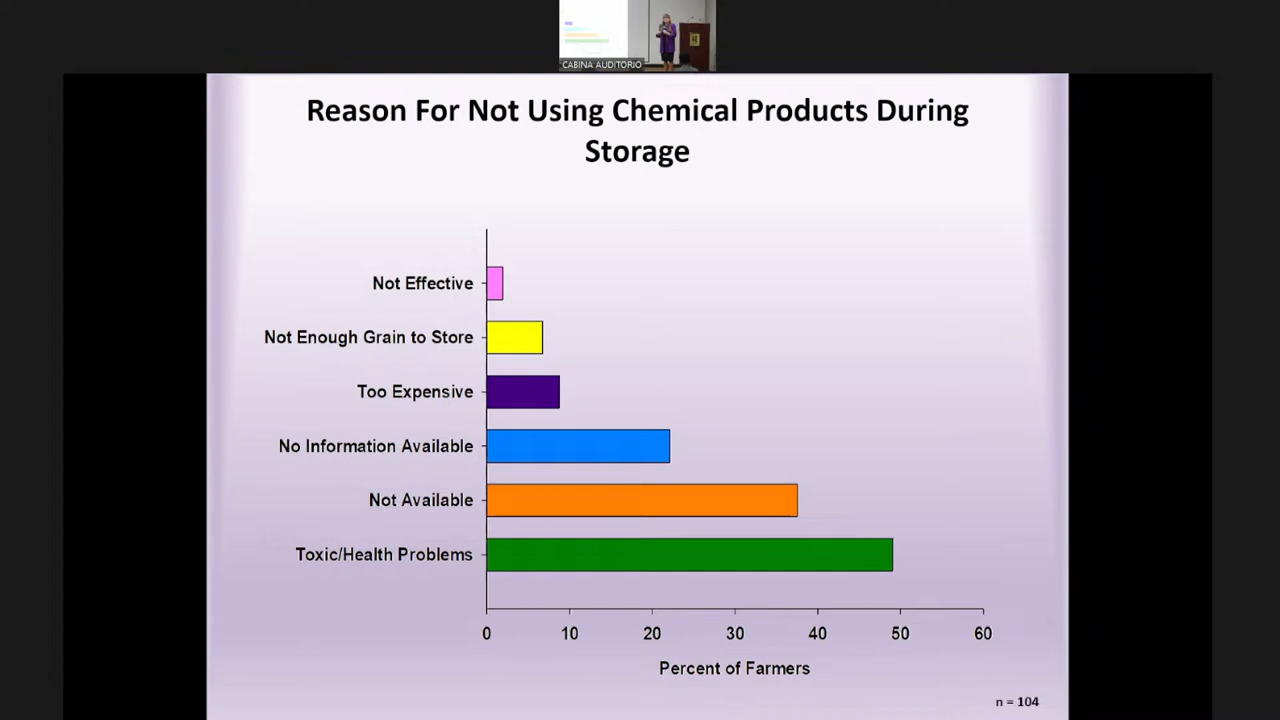 CABINA AUDITORIO
Reason For Not Using Chemical Products During
Storage
Not Effective
Not Enough Grain to Store
Too Expensive
No Information Available
Not Available
Toxic/Health Problems
0 10 20 30 40 50 60
Percent of Farmers
n = 104